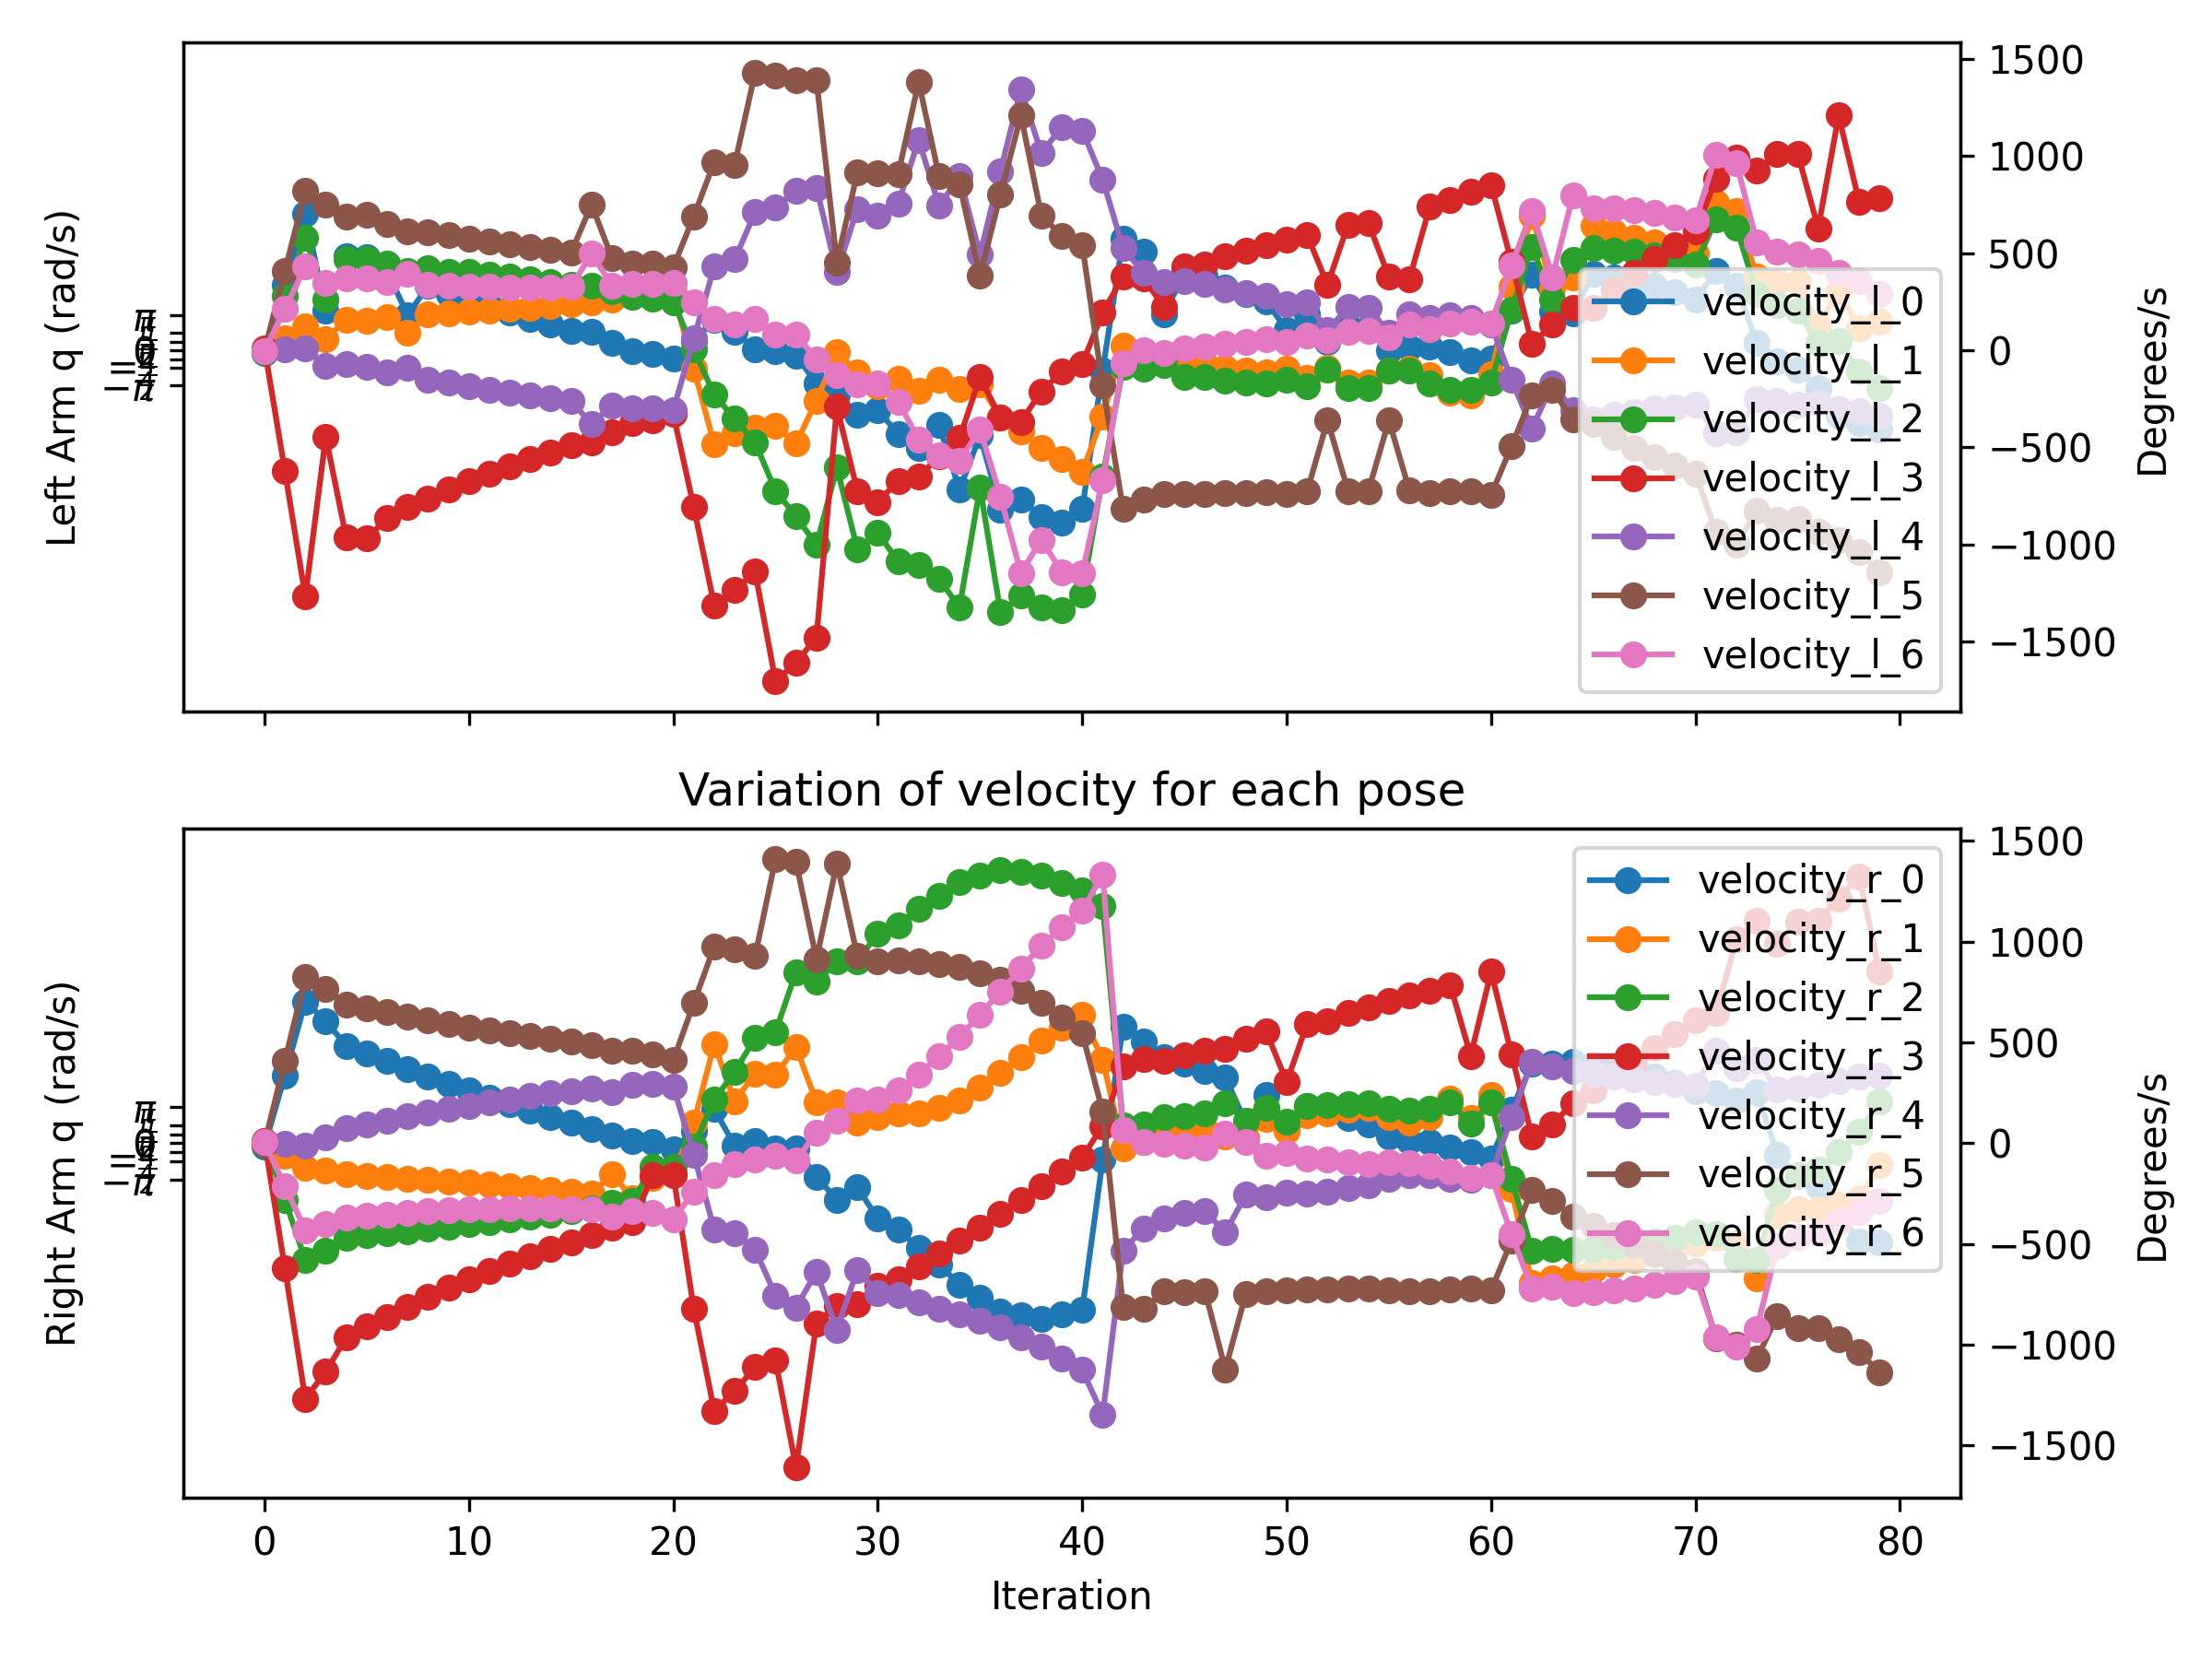 Left Arm q (rad/s)
π
0
−π
1500
1000
500
0
−500
−1000
−1500
Degrees/s
velocity_l_0
velocity_l_1
velocity_l_2
velocity_l_3
velocity_l_4
velocity_l_5
velocity_l_6
Variation of velocity for each pose
Right Arm q (rad/s)
π
0
−π
1500
1000
500
0
−500
−1000
−1500
Degrees/s
velocity_r_0
velocity_r_1
velocity_r_2
velocity_r_3
velocity_r_4
velocity_r_5
velocity_r_6
0 10 20 30 40 50 60 70 80
Iteration